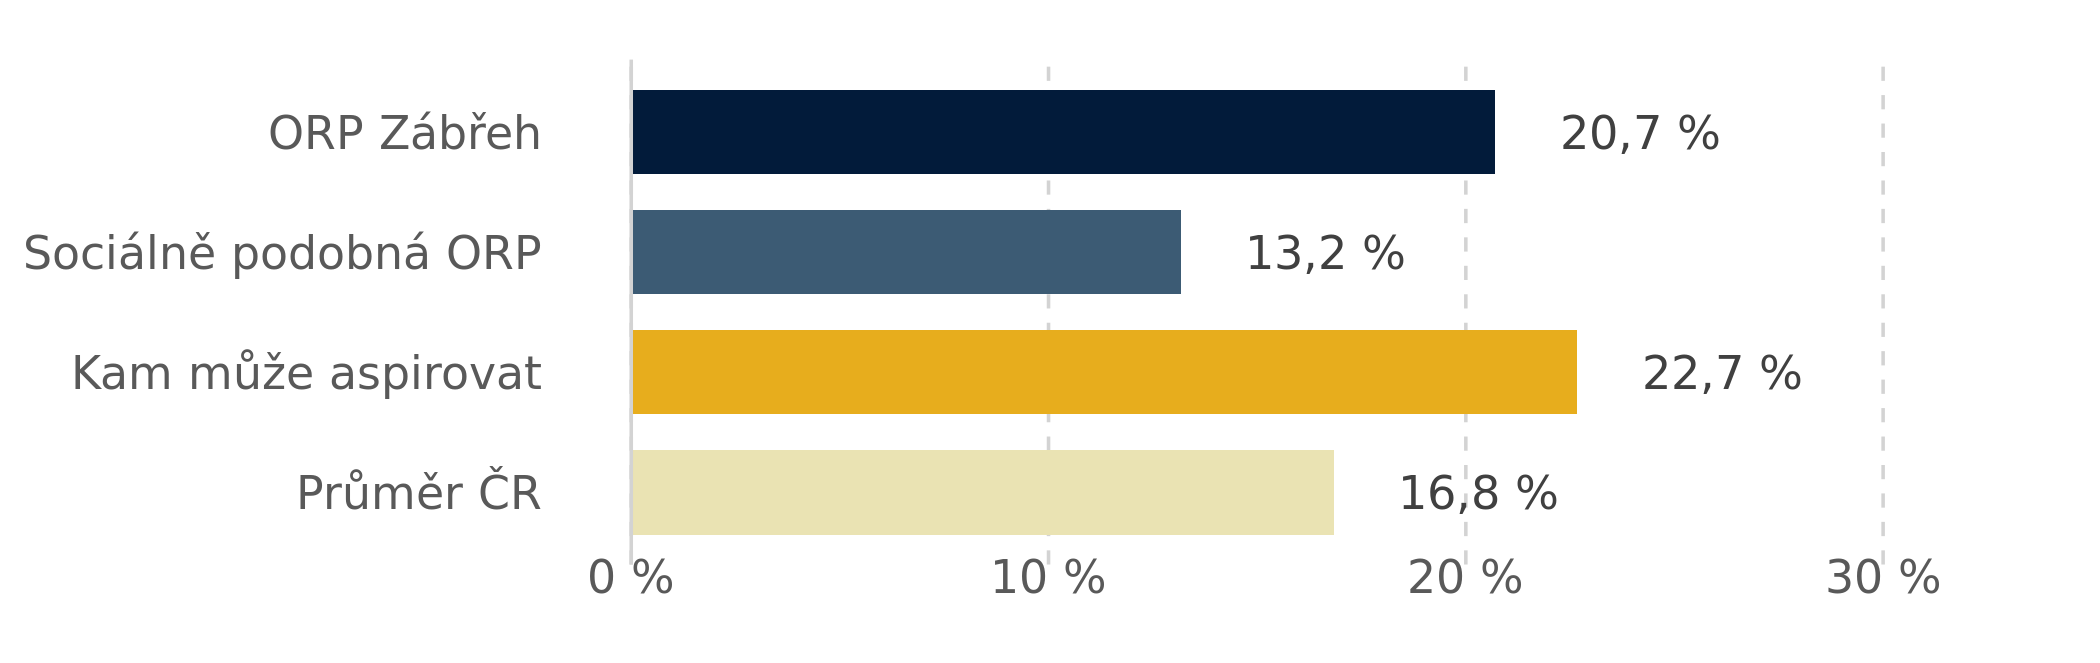 ORP Zábřeh 20,7 %
Sociálně podobná ORP 13,2 %
Kam může aspirovat 22,7 %
Průměr ČR 16,8 %
0 % 10 % 20 % 30 %